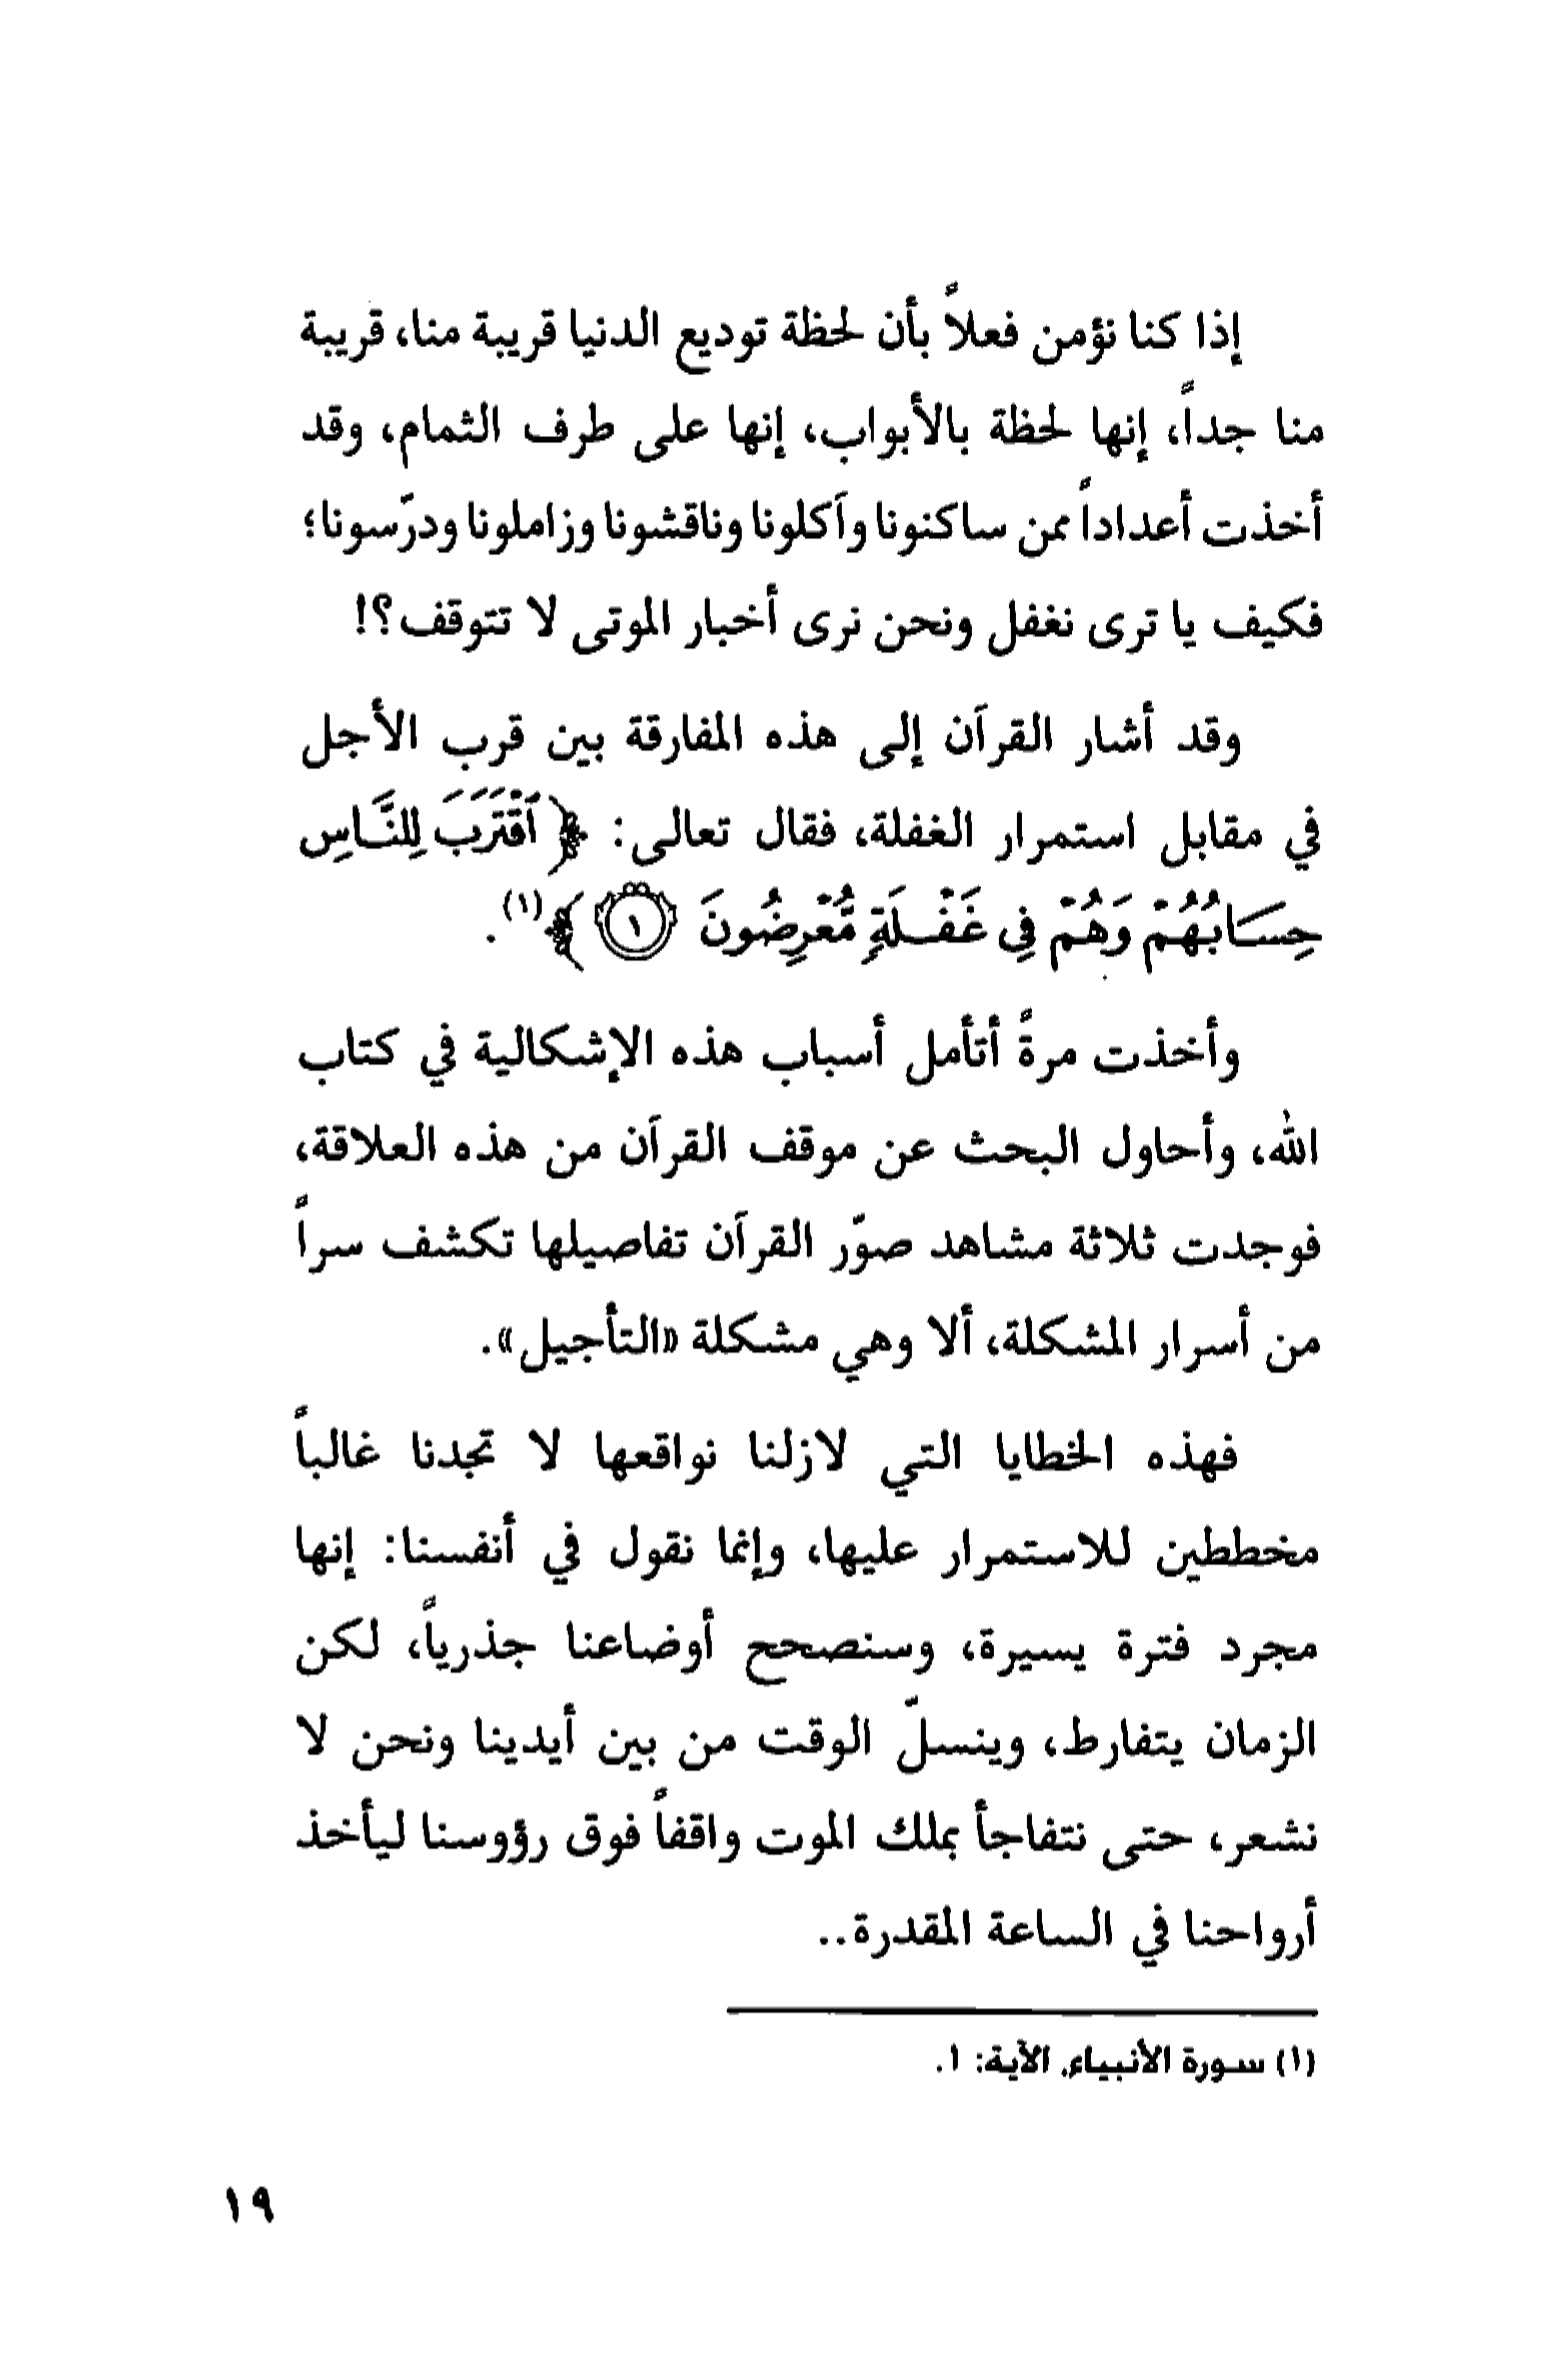 إذا كنا نؤمن فعلاً بأن لحظة توديع الدنيا قريبة منا، قريبة
منا جداً، إنها لحظة بالأبواب، إنها على طرف الثمام، وقد
أخذت أعداداً ممن ساكنونا وآكلونا وناقشونا وزاملونا ودرّسونا؛
فكيف يا ترى نغفل ونحن نرى أخبار الموتى لا تتوقف؟!
وقد أشار القرآن إلى هذه المفارقة بين قرب الأجل
في مقابل استمرار الغفلة، فقال تعالى: ﴿ٱقْتَرَبَ لِلنَّاسِ
حِسَابُهُمْ وَهُمْ فِى غَفْلَةٍ مُّعْرِضُونَ ١﴾(١).
وأخذت مرةً أتأمل أسباب هذه الإشكالية في كتاب
الله، وأحاول البحث عن موقف القرآن من هذه العلاقة،
فوجدت ثلاثة مشاهد صوّر القرآن تفاصيلها تكشف سراً
من أسرار المشكلة، ألا وهي مشكلة «التأجيل».
فهذه الخطايا التي لازلنا نواقعها لا تجدنا غالباً
مخططين للاستمرار عليها، وإنما نقول في أنفسنا: إنها
مجرد فترة يسيرة، وسنصحح أوضاعنا جذرياً، لكن
الزمان يتفارط، وينسلّ الوقت من بين أيدينا ونحن لا
نشعر، حتى نتفاجأ بملك الموت واقفاً فوق رؤوسنا ليأخذ
أرواحنا في الساعة المقدرة..
(١) سورة الأنبياء، الآية: ١.
١٩